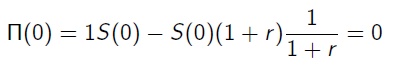 Π(0) = 1S(0) − S(0)(1 + r) 1/(1 + r) = 0